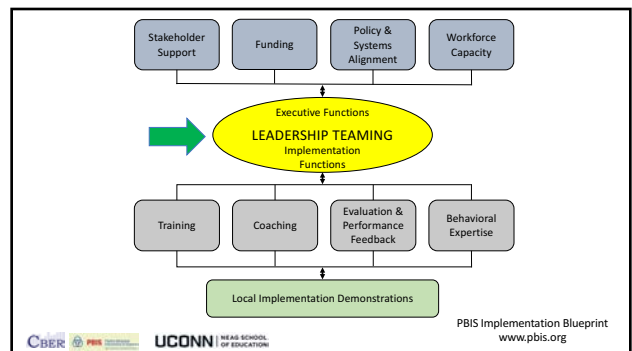 Stakeholder
Support
Funding
Policy &
Systems
Alignment
Workforce
Capacity
Executive Functions
LEADERSHIP TEAMING
Implementation
Functions
Training
Coaching
Evaluation &
Performance
Feedback
Behavioral
Expertise
Local Implementation Demonstrations
PBIS Implementation Blueprint
www.pbis.org
CBER
PBIS
UCONN
NEAG SCHOOL
OF EDUCATION